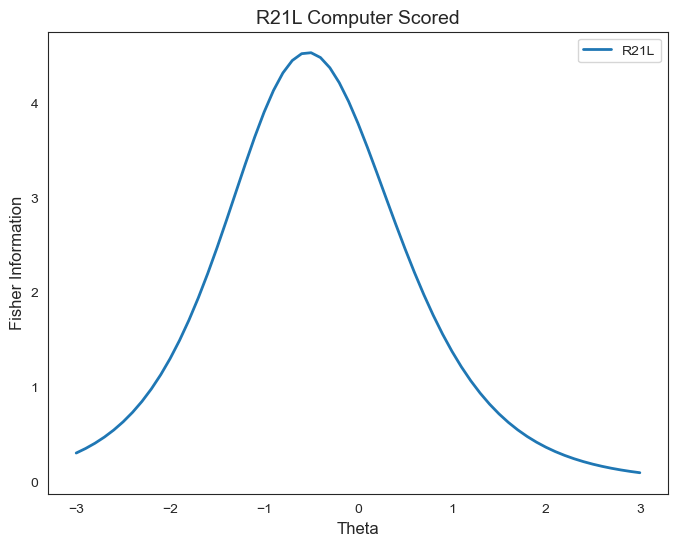 R21L Computer Scored
R21L
Fisher Information
4
3
2
1
0
−3 −2 −1 0 1 2 3
Theta